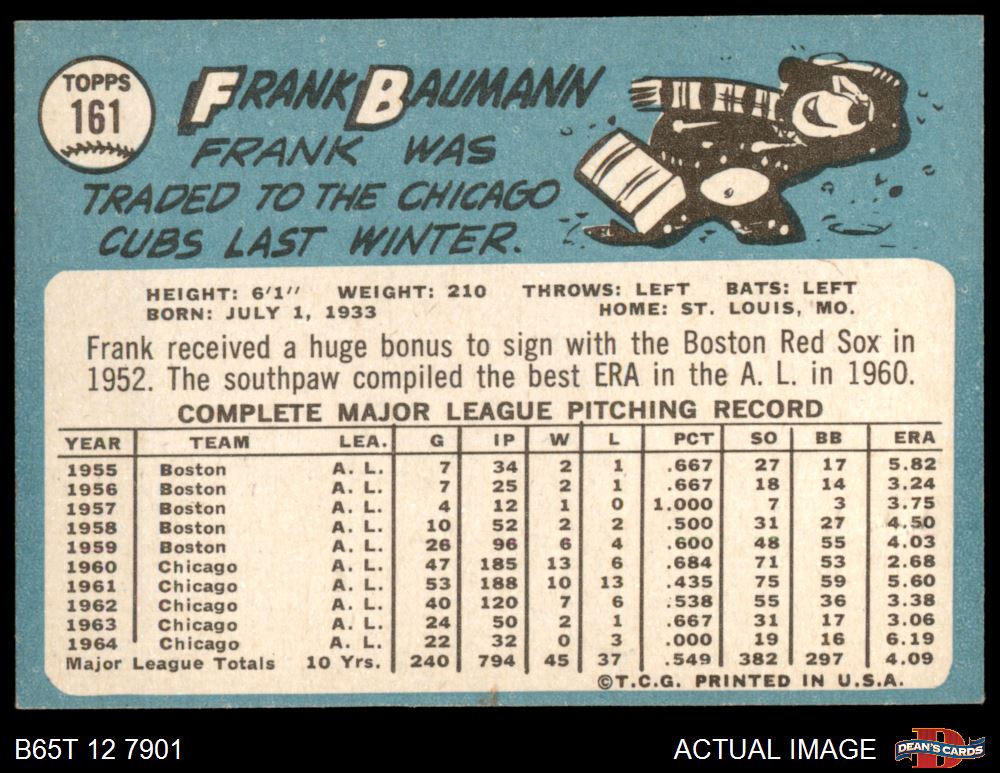 TOPPS
161
FRANK BAUMANN
FRANK WAS
TRADED TO THE CHICAGO
CUBS LAST WINTER.
HEIGHT: 6'1" WEIGHT: 210 THROWS: LEFT BATS: LEFT
BORN: JULY 1, 1933 HOME: ST. LOUIS, MO.
Frank received a huge bonus to sign with the Boston Red Sox in
1952. The southpaw compiled the best ERA in the A. L. in 1960.
COMPLETE MAJOR LEAGUE PITCHING RECORD
YEAR TEAM LEA. G IP W L PCT SO BB ERA
1955 Boston A. L. 7 34 2 1 .667 27 17 5.82
1956 Boston A. L. 7 25 2 1 .667 18 14 3.24
1957 Boston A. L. 4 12 1 0 1.000 7 3 3.75
1958 Boston A. L. 10 52 2 2 .500 31 27 4.50
1959 Boston A. L. 26 96 6 4 .600 48 55 4.03
1960 Chicago A. L. 47 185 13 6 .684 71 53 2.68
1961 Chicago A. L. 53 188 10 13 .435 75 59 5.60
1962 Chicago A. L. 40 120 7 6 .538 55 36 3.38
1963 Chicago A. L. 24 50 2 1 .667 31 17 3.06
1964 Chicago A. L. 22 32 0 3 .000 19 16 6.19
Major League Totals 10 Yrs. 240 794 45 37 .549 382 297 4.09
©T.C.G. PRINTED IN U.S.A.
B65T 12 7901 ACTUAL IMAGE
DEAN'S CARDS